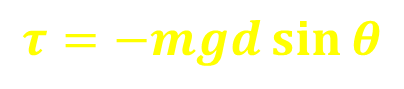 τ = −mgd sin θ